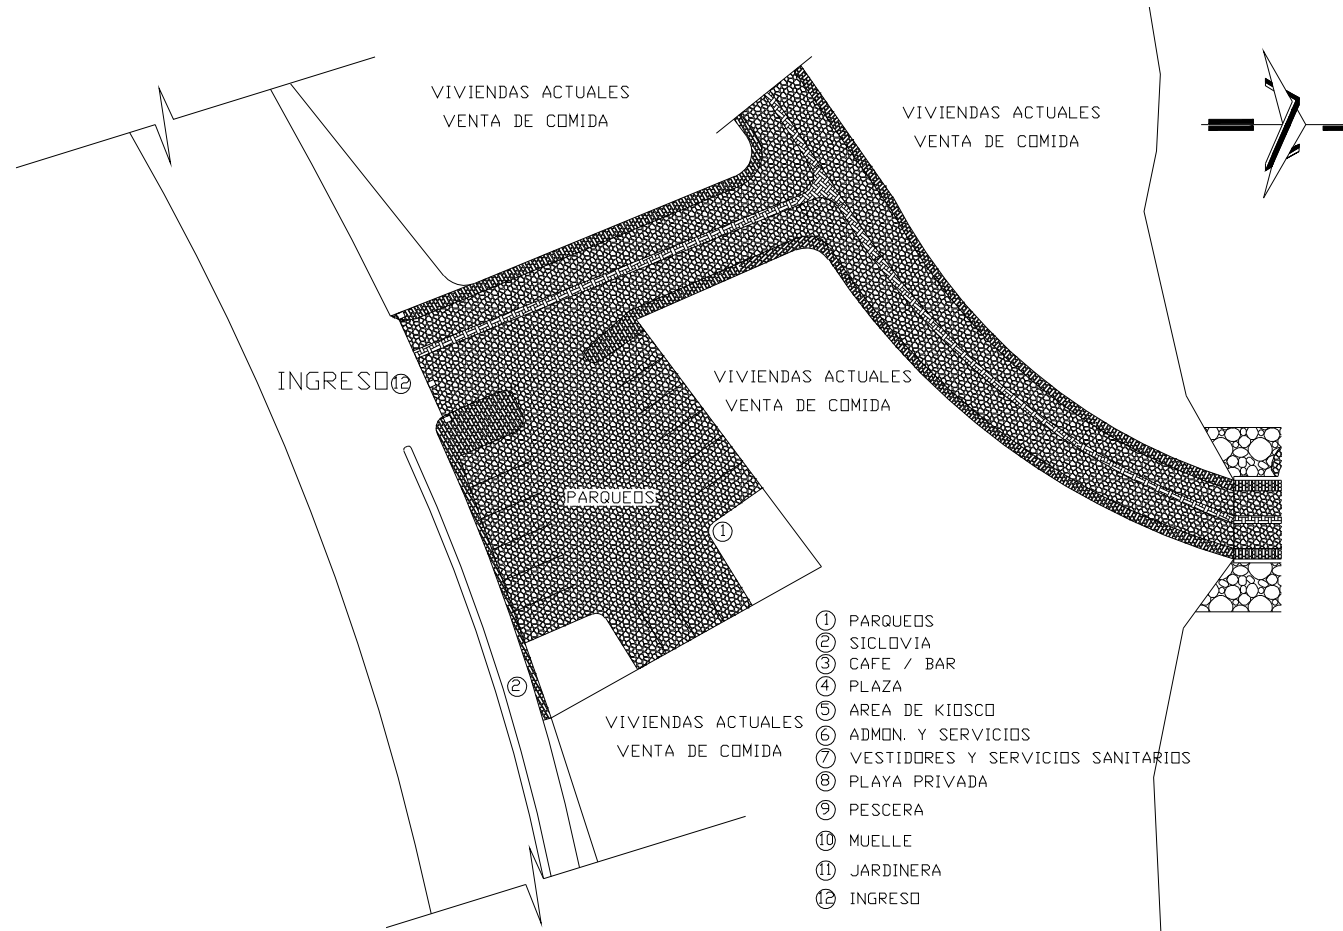 VIVIENDAS ACTUALES
VENTA DE COMIDA
VIVIENDAS ACTUALES
VENTA DE COMIDA
INGRESO 12
VIVIENDAS ACTUALES
VENTA DE COMIDA
PARQUEOS
1
2
VIVIENDAS ACTUALES
VENTA DE COMIDA
1 PARQUEOS
2 SICLOVIA
3 CAFE / BAR
4 PLAZA
5 AREA DE KIOSCO
6 ADMON. Y SERVICIOS
7 VESTIDORES Y SERVICIOS SANITARIOS
8 PLAYA PRIVADA
9 PESCERA
10 MUELLE
11 JARDINERA
12 INGRESO